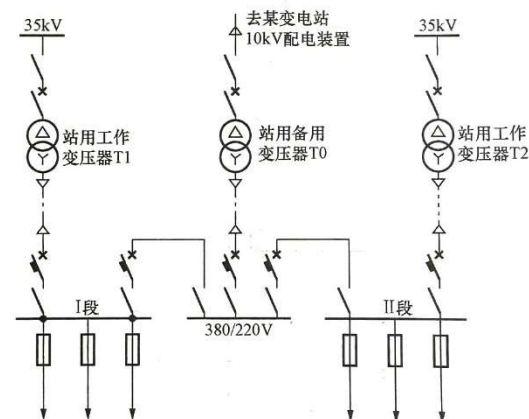 35kV
去某变电站
10kV配电装置
35kV
站用工作
变压器T1
站用备用
变压器T0
站用工作
变压器T2
I段
380/220V
II段